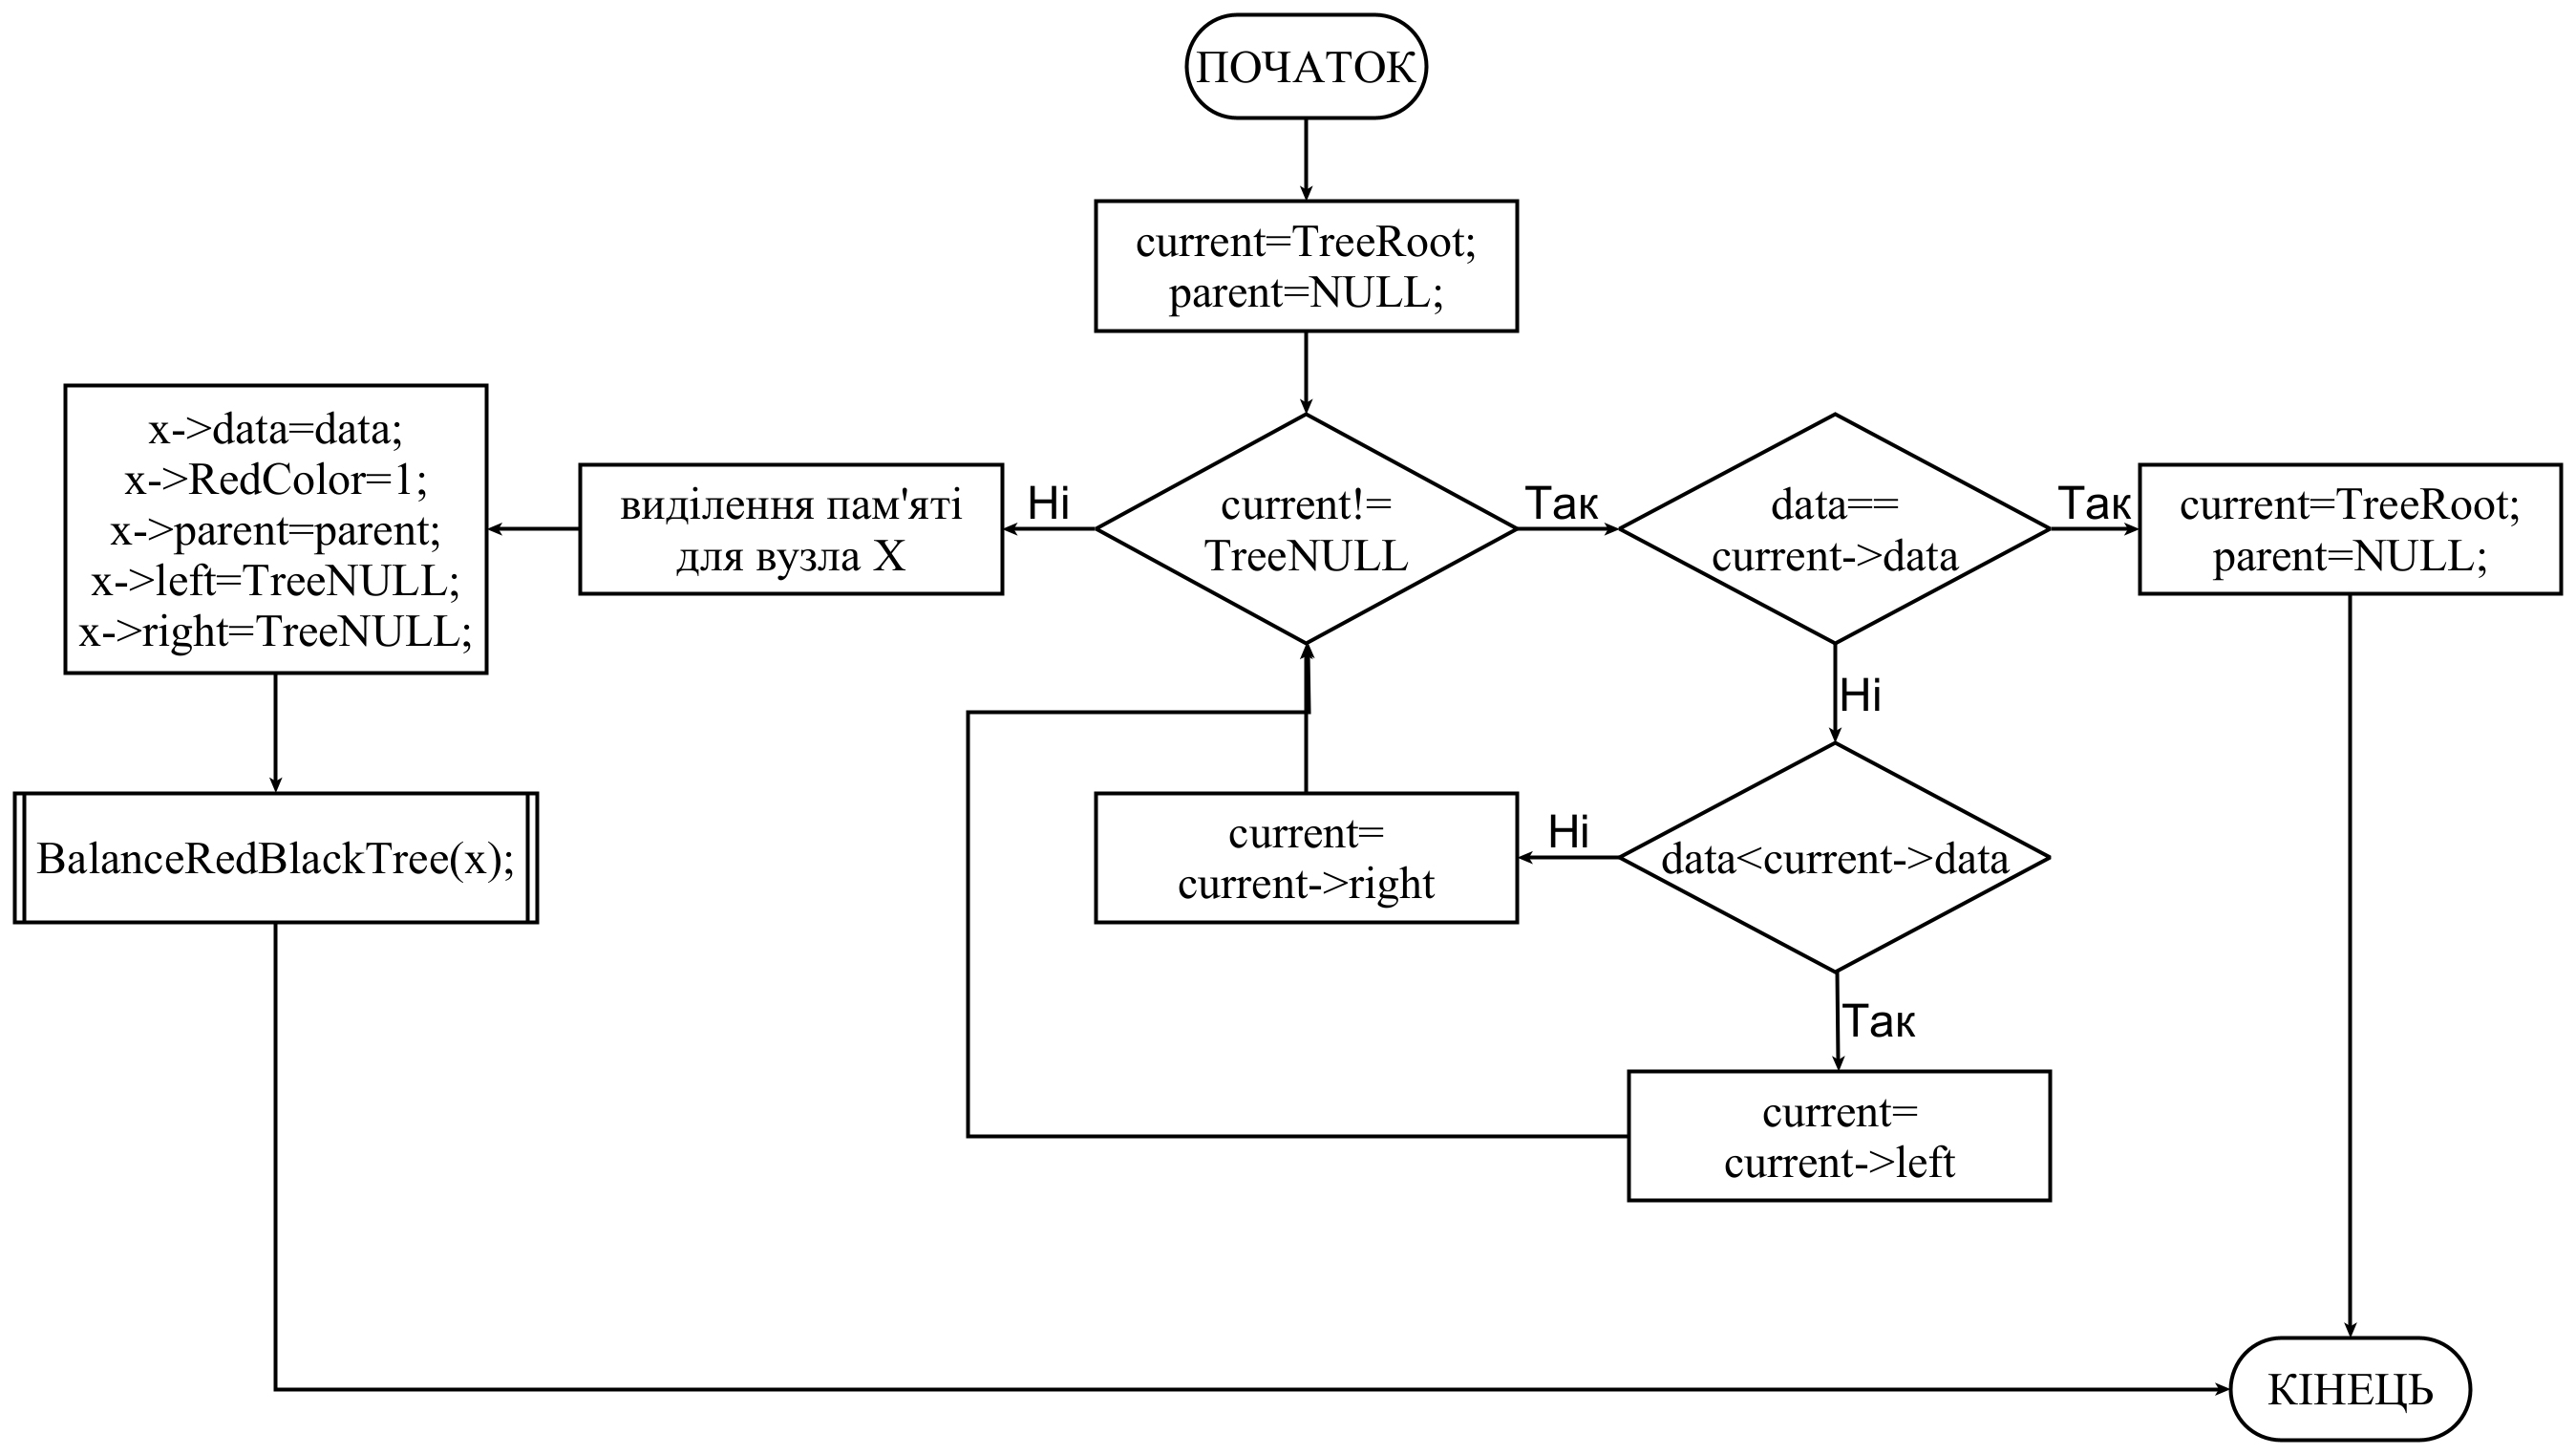 ПОЧАТОК
current=TreeRoot;
parent=NULL;
x->data=data;
x->RedColor=1;
x->parent=parent;
x->left=TreeNULL;
x->right=TreeNULL;
виділення пам'яті
для вузла X
Ні
current!=
TreeNULL
Так
data==
current->data
Так
current=TreeRoot;
parent=NULL;
Ні
BalanceRedBlackTree(x);
current=
current->right
Ні
data<current->data
Так
current=
current->left
КІНЕЦЬ